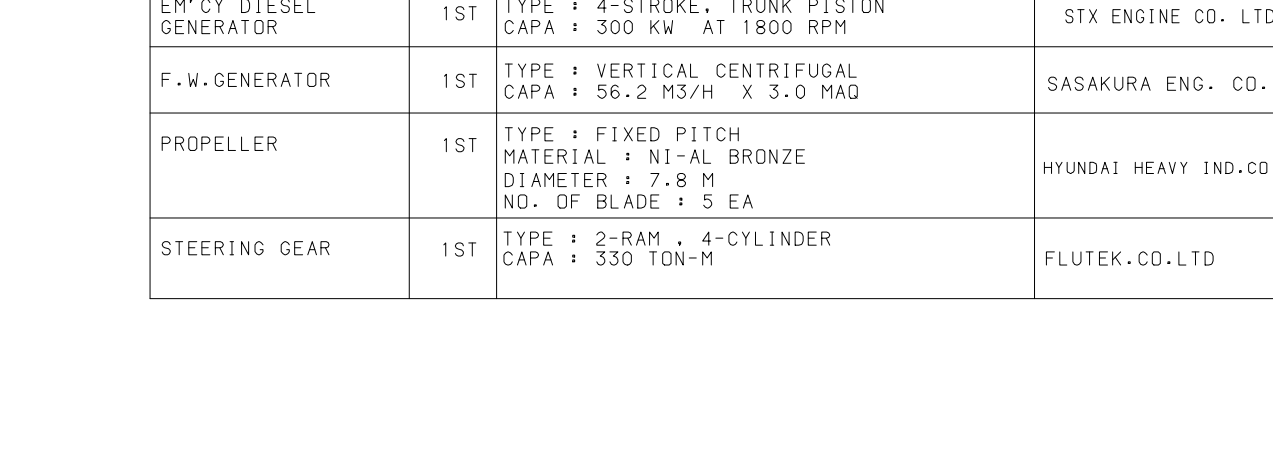 EM'CY DIESEL
GENERATOR
1ST
TYPE : 4-STROKE, TRUNK PISTON
CAPA : 300 KW AT 1800 RPM
STX ENGINE CO. LTD
F.W.GENERATOR
1ST
TYPE : VERTICAL CENTRIFUGAL
CAPA : 56.2 M3/H X 3.0 MAQ
SASAKURA ENG. CO.
PROPELLER
1ST
TYPE : FIXED PITCH
MATERIAL : NI-AL BRONZE
DIAMETER : 7.8 M
NO. OF BLADE : 5 EA
HYUNDAI HEAVY IND.CO
STEERING GEAR
1ST
TYPE : 2-RAM , 4-CYLINDER
CAPA : 330 TON-M
FLUTEK.CO.LTD